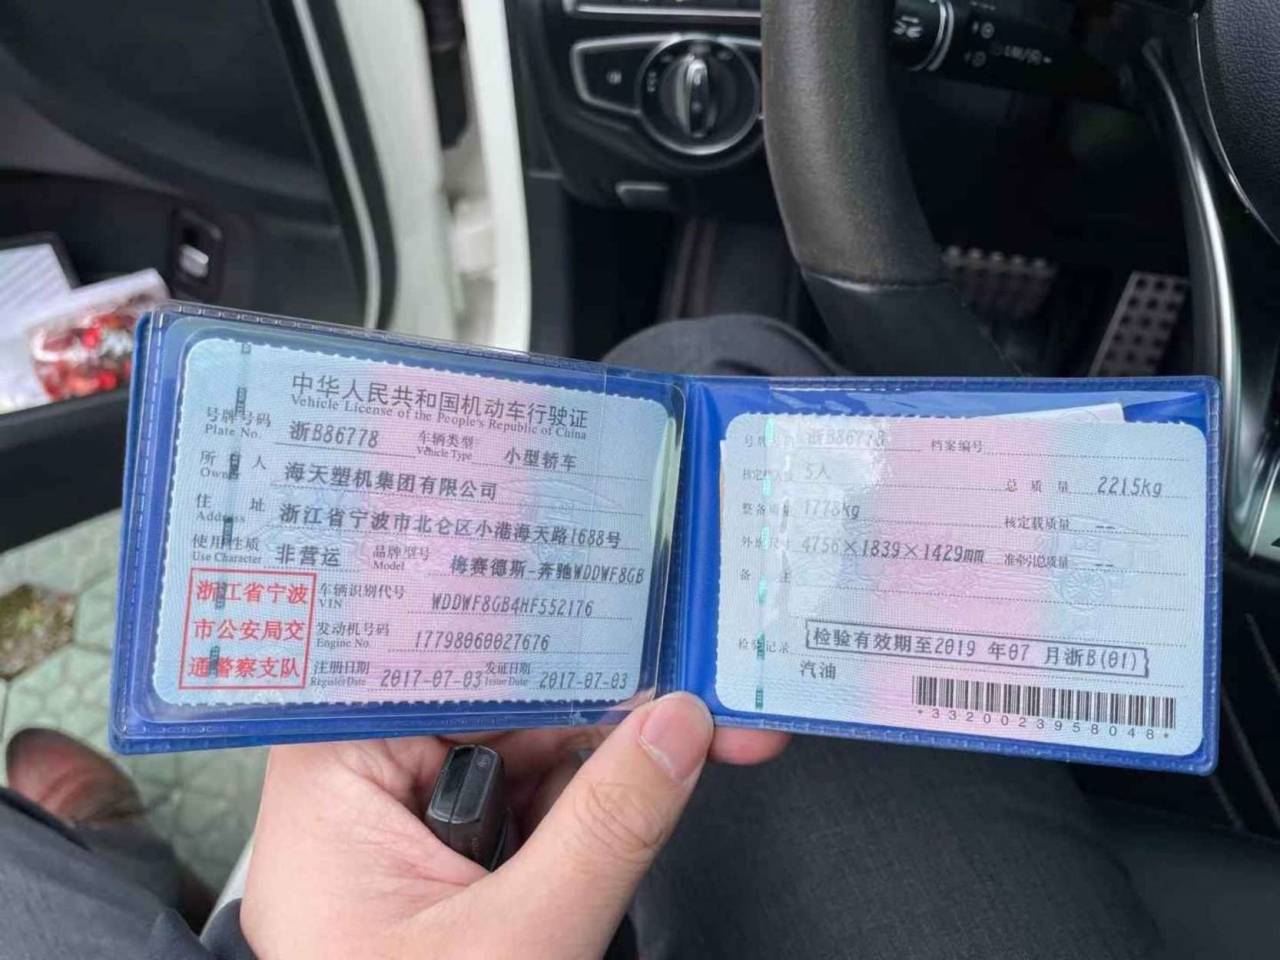 中华人民共和国机动车行驶证
Vehicle License of the People's Republic of China
号牌号码 浙B86778 车辆类型 小型轿车
Plate No. Vehicle Type
所有人 海天塑机集团有限公司
Owner
住址 浙江省宁波市北仑区小港海天路1688号
Address
使用性质 非营运 品牌型号 梅赛德斯-奔驰WDDWF8GB
Use Character Model
浙江省宁波
市公安局交
通警察支队
车辆识别代号 WDDWF8GB4HF552176
VIN
发动机号码 17798060027676
Engine No.
注册日期 2017-07-03 发证日期 2017-07-03
Register Date Issue Date
号牌号码 浙B86778 档案编号
核定载人数 5人 总质量 2215kg
整备质量 1778kg 核定载质量 --
外廓尺寸 4756×1839×1429mm 准牵引总质量 --
备注
检验记录 检验有效期至2019 年07 月浙B(01)
汽油
*3320023958048*